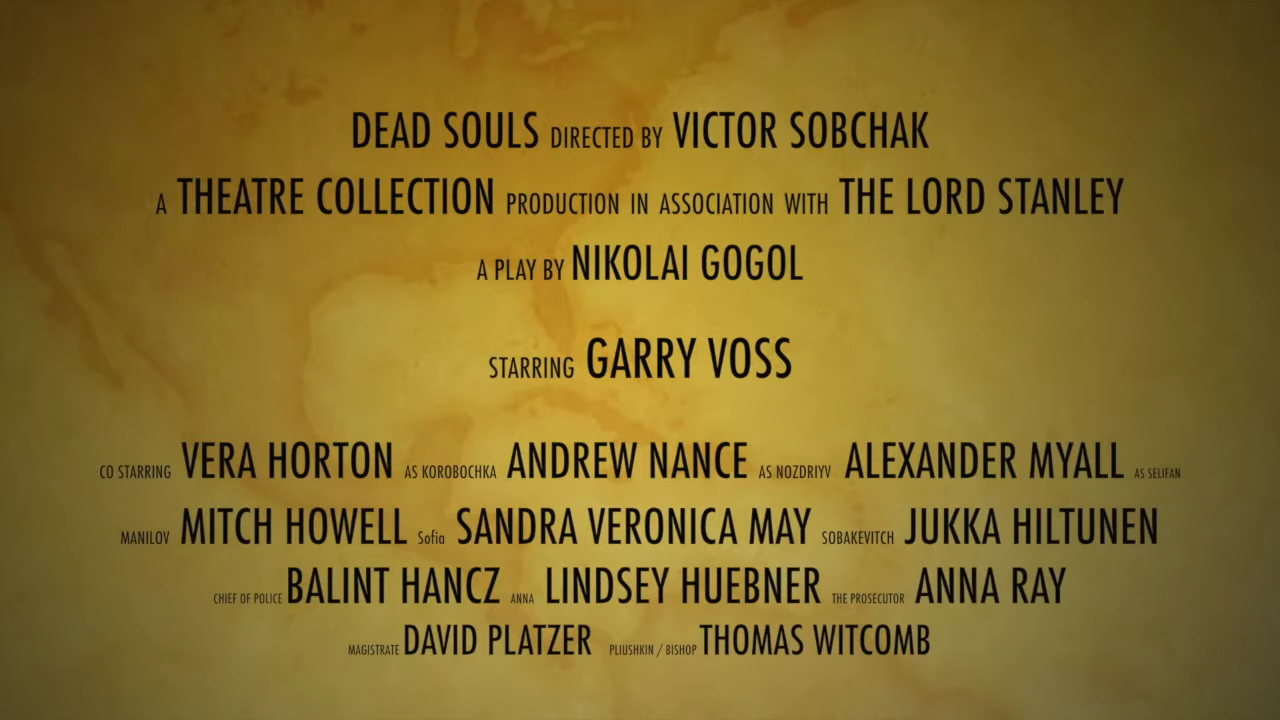 DEAD SOULS DIRECTED BY VICTOR SOBCHAK
A THEATRE COLLECTION PRODUCTION IN ASSOCIATION WITH THE LORD STANLEY
A PLAY BY NIKOLAI GOGOL
STARRING GARRY VOSS
CO STARRING VERA HORTON AS KOROBOCHKA ANDREW NANCE AS NOZDRIYV ALEXANDER MYALL AS SELIFAN
MANILOV MITCH HOWELL Sofia SANDRA VERONICA MAY SOBAKEVITCH JUKKA HILTUNEN
CHIEF OF POLICE BALINT HANCZ ANNA LINDSEY HUEBNER THE PROSECUTOR ANNA RAY
MAGISTRATE DAVID PLATZER PLIUSHKIN / BISHOP THOMAS WITCOMB